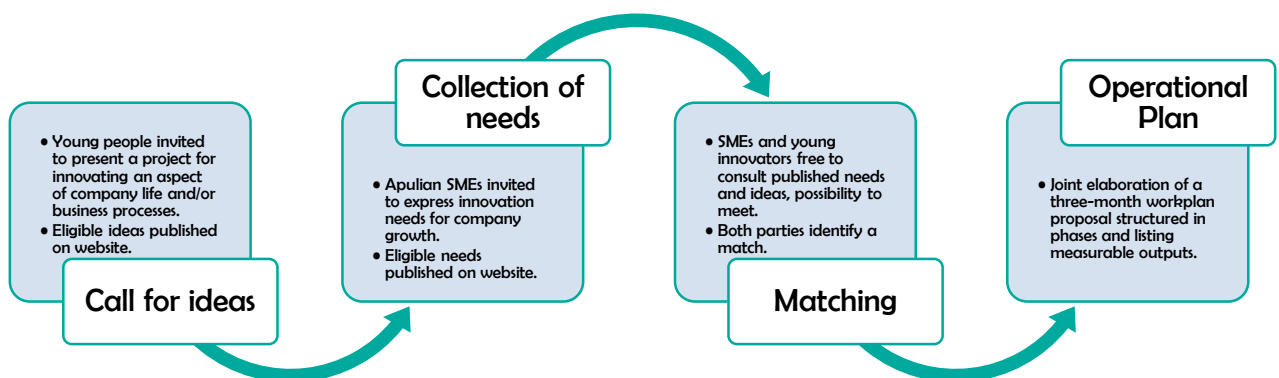 • Young people invited
to present a project for
innovating an aspect
of company life and/or
business processes.
• Eligible ideas published
on website.
Call for ideas
Collection of
needs
• Apulian SMEs invited
to express innovation
needs for company
growth.
• Eligible needs
published on website.
• SMEs and young
innovators free to
consult published needs
and ideas, possibility to
meet.
• Both parties identify a
match.
Matching
Operational
Plan
• Joint elaboration of a
three-month workplan
proposal structured in
phases and listing
measurable outputs.